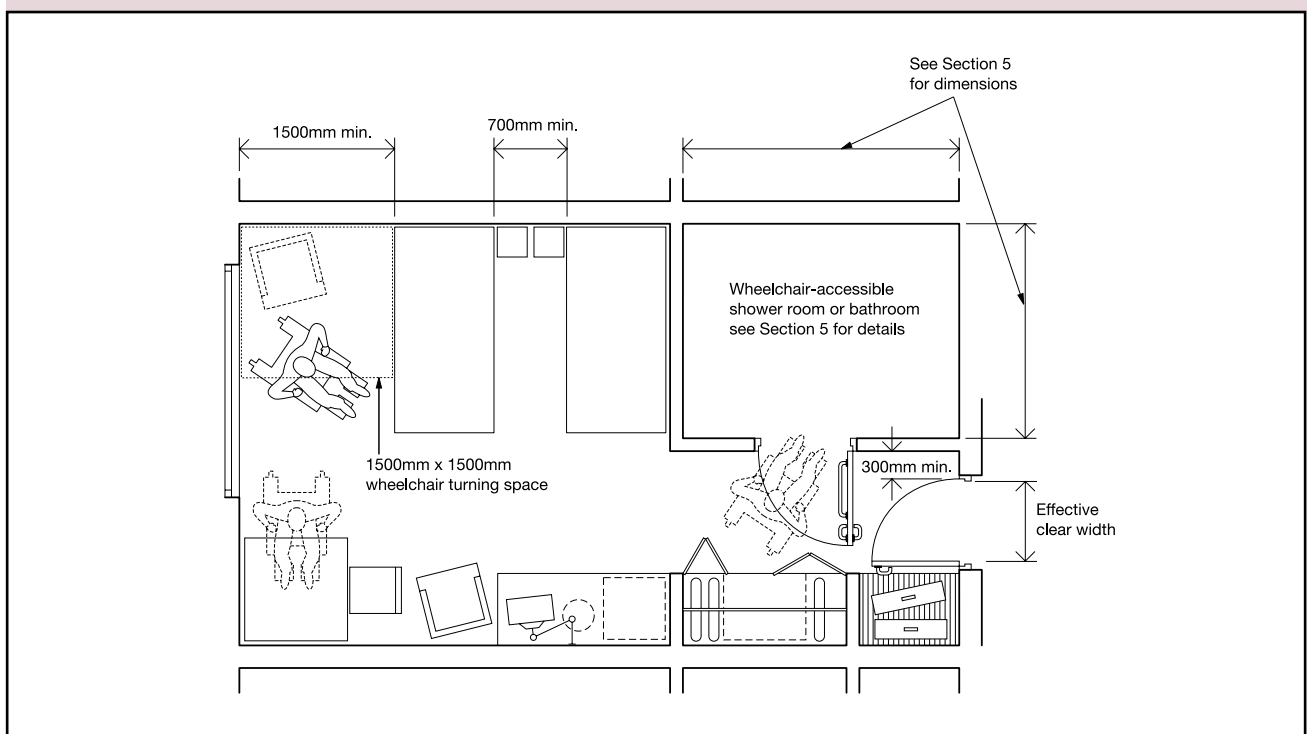 See Section 5
for dimensions
1500mm min.
700mm min.
Wheelchair-accessible
shower room or bathroom
see Section 5 for details
1500mm x 1500mm
wheelchair turning space
300mm min.
Effective
clear width